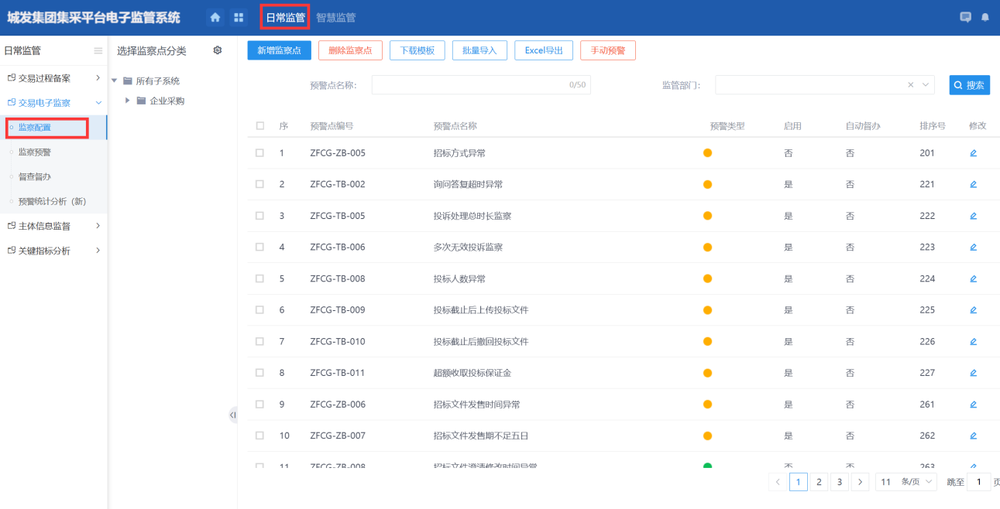 城发集团集采平台电子监管系统 日常监管 智慧监管
日常监管
交易过程备案
交易电子监察
监察配置
监察预警
督查督办
预警统计分析（新）
主体信息监督
关键指标分析
选择监察点分类
所有子系统
企业采购
新增监察点 删除监察点 下载模板 批量导入 Excel导出 手动预警
预警点名称： 0/50 监管部门： 搜索
序 预警点编号 预警点名称 预警类型 启用 自动督办 排序号 修改
1 ZFCG-ZB-005 招标方式异常 否 否 201
2 ZFCG-TB-002 询问答复超时异常 是 否 221
3 ZFCG-TB-005 投诉处理总时长监察 是 否 222
4 ZFCG-TB-006 多次无效投诉监察 是 否 223
5 ZFCG-TB-008 投标人数异常 是 否 224
6 ZFCG-TB-009 投标截止后上传投标文件 是 否 225
7 ZFCG-TB-010 投标截止后撤回投标文件 是 否 226
8 ZFCG-TB-011 超额收取投标保证金 是 否 227
9 ZFCG-ZB-006 招标文件发售时间异常 是 否 261
10 ZFCG-ZB-007 招标文件发售期不足五日 是 否 262
11 ZFCG-ZB-008 招标文件澄清修改时间异常 否 否 263
1 2 3 11 条/页 跳至 1 页